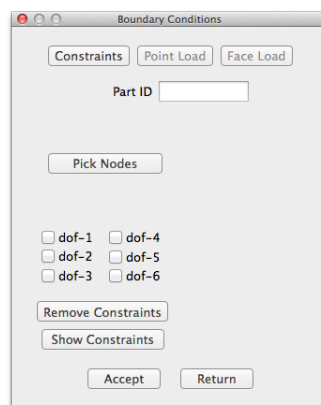 Boundary Conditions
Constraints Point Load Face Load
Part ID
Pick Nodes
dof-1 dof-4
dof-2 dof-5
dof-3 dof-6
Remove Constraints
Show Constraints
Accept Return